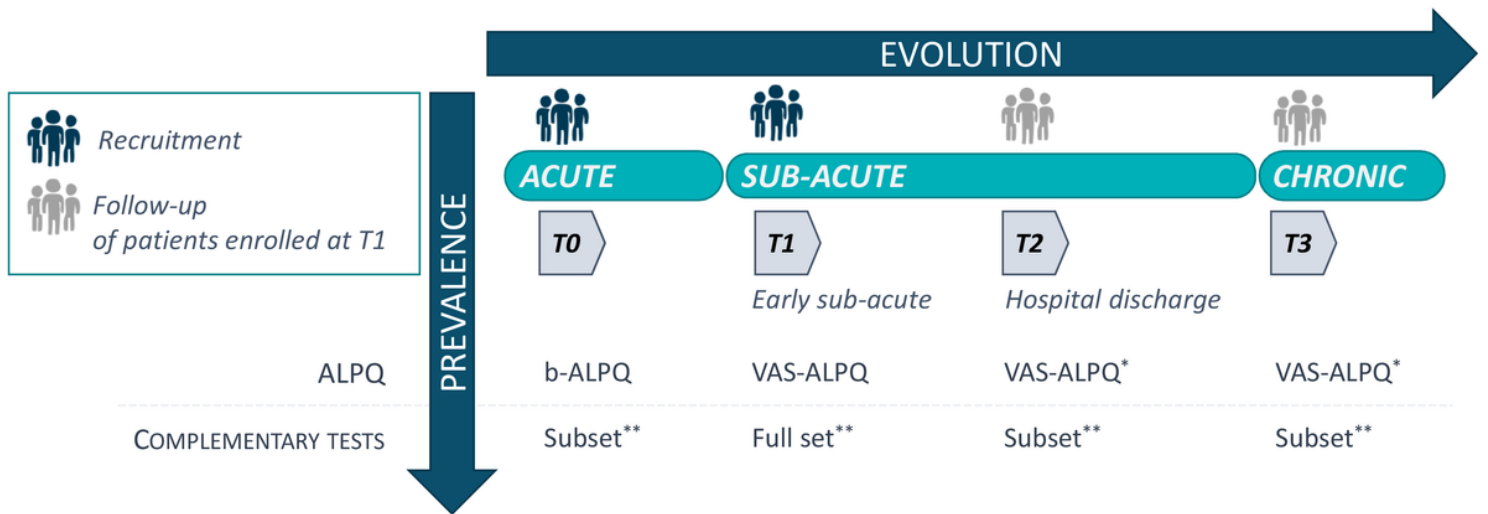 EVOLUTION
Recruitment
Follow-up
of patients enrolled at T1
PREVALENCE
ACUTE
SUB-ACUTE
CHRONIC
T0
T1
T2
T3
Early sub-acute
Hospital discharge
ALPQ
b-ALPQ
VAS-ALPQ
VAS-ALPQ*
VAS-ALPQ*
COMPLEMENTARY TESTS
Subset**
Full set**
Subset**
Subset**